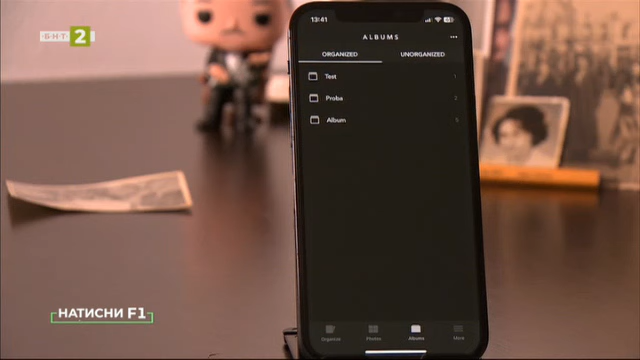 БНТ 2
13:41
ALBUMS
ORGANIZED UNORGANIZED
Test 1
Proba 2
Album 5
Organize Photos Albums More
НАТИСНИ F1